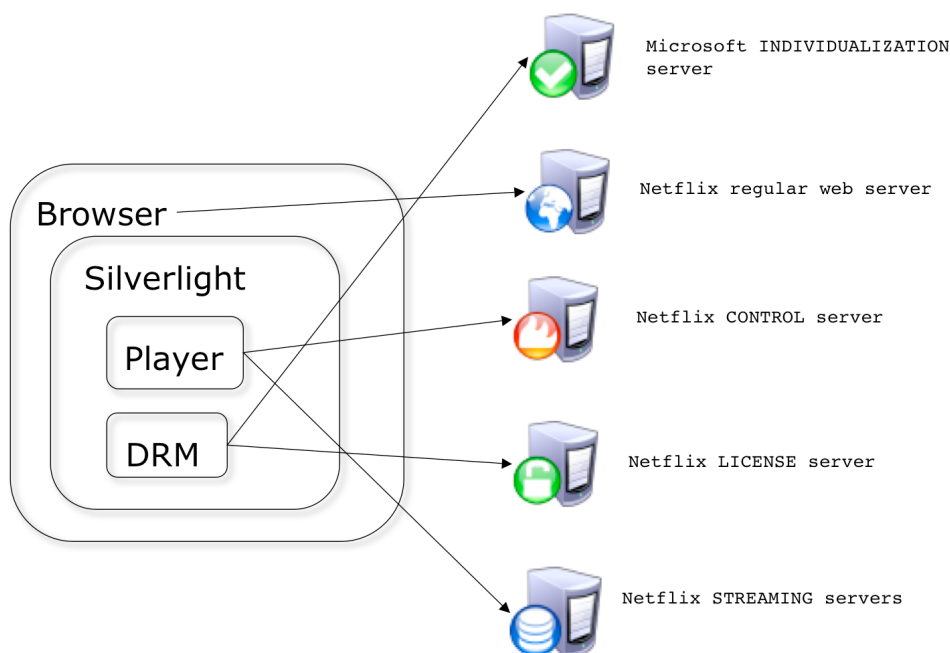 Microsoft INDIVIDUALIZATION
server
Netflix regular web server
Browser
Silverlight
Netflix CONTROL server
Player
DRM
Netflix LICENSE server
Netflix STREAMING servers